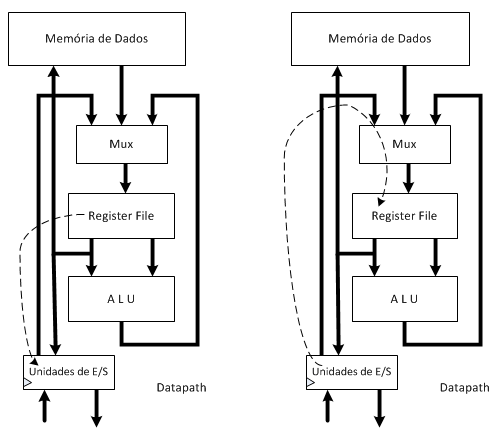 Memória de Dados
Mux
Register File
A L U
Unidades de E/S
Datapath
Memória de Dados
Mux
Register File
A L U
Unidades de E/S
Datapath